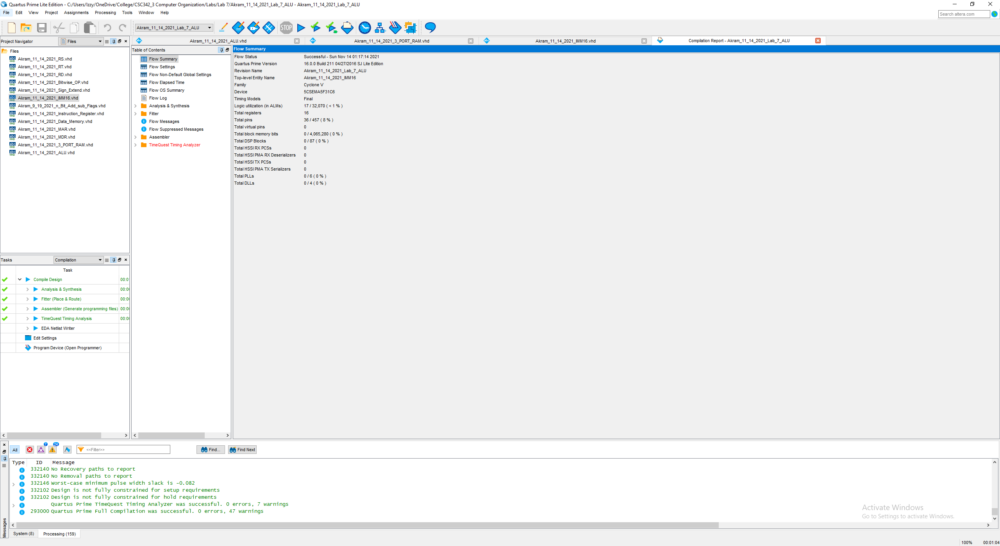 Quartus Prime Lite Edition - C:/Users/Izzy/OneDrive/College/CSC342_3 Computer Organization/Labs/Lab 7/Akram_11_14_2021_Lab_7_ALU - Akram_11_14_2021_Lab_7_ALU
File Edit View Project Assignments Processing Tools Window Help
Search altera.com
Akram_11_14_2021_Lab_7_ALU
STOP
Project Navigator Files
Akram_11_14_2021_ALU.vhd
Akram_11_14_2021_3_PORT_RAM.vhd
Akram_11_14_2021_IMM16.vhd
Compilation Report - Akram_11_14_2021_Lab_7_ALU
Files
Akram_11_14_2021_RS.vhd
Akram_11_14_2021_RT.vhd
Akram_11_14_2021_RD.vhd
Akram_11_14_2021_Bitwise_OP.vhd
Akram_11_14_2021_Sign_Extend.vhd
Akram_11_14_2021_IMM16.vhd
Akram_9_19_2021_n_Bit_Add_sub_Flags.vhd
Akram_11_14_2021_Instruction_Register.vhd
Akram_11_14_2021_Data_Memory.vhd
Akram_11_14_2021_MAR.vhd
Akram_11_14_2021_MDR.vhd
Akram_11_14_2021_3_PORT_RAM.vhd
Akram_11_14_2021_ALU.vhd
Table of Contents
Flow Summary
Flow Settings
Flow Non-Default Global Settings
Flow Elapsed Time
Flow OS Summary
Flow Log
Analysis & Synthesis
Fitter
Flow Messages
Flow Suppressed Messages
Assembler
TimeQuest Timing Analyzer
Flow Summary
Flow Status Successful - Sun Nov 14 01:17:14 2021
Quartus Prime Version 16.0.0 Build 211 04/27/2016 SJ Lite Edition
Revision Name Akram_11_14_2021_Lab_7_ALU
Top-level Entity Name Akram_11_14_2021_IMM16
Family Cyclone V
Device 5CSEMA5F31C6
Timing Models Final
Logic utilization (in ALMs) 17 / 32,070 ( < 1 % )
Total registers 16
Total pins 36 / 457 ( 8 % )
Total virtual pins 0
Total block memory bits 0 / 4,065,280 ( 0 % )
Total DSP Blocks 0 / 87 ( 0 % )
Total HSSI RX PCSs 0
Total HSSI PMA RX Deserializers 0
Total HSSI TX PCSs 0
Total HSSI PMA TX Serializers 0
Total PLLs 0 / 6 ( 0 % )
Total DLLs 0 / 4 ( 0 % )
Tasks Compilation
Task
Compile Design 00:0
Analysis & Synthesis 00:0
Fitter (Place & Route) 00:0
Assembler (Generate programming files) 00:0
TimeQuest Timing Analysis 00:0
EDA Netlist Writer
Edit Settings
Program Device (Open Programmer)
All 7 24 <<Filter>> Find... Find Next
Type ID Message
332140 No Recovery paths to report
332140 No Removal paths to report
332146 Worst-case minimum pulse width slack is -0.082
332102 Design is not fully constrained for setup requirements
332102 Design is not fully constrained for hold requirements
Quartus Prime TimeQuest Timing Analyzer was successful. 0 errors, 7 warnings
293000 Quartus Prime Full Compilation was successful. 0 errors, 47 warnings
Messages
Activate Windows
Go to Settings to activate Windows.
System (8) Processing (159)
100% 00:01:04